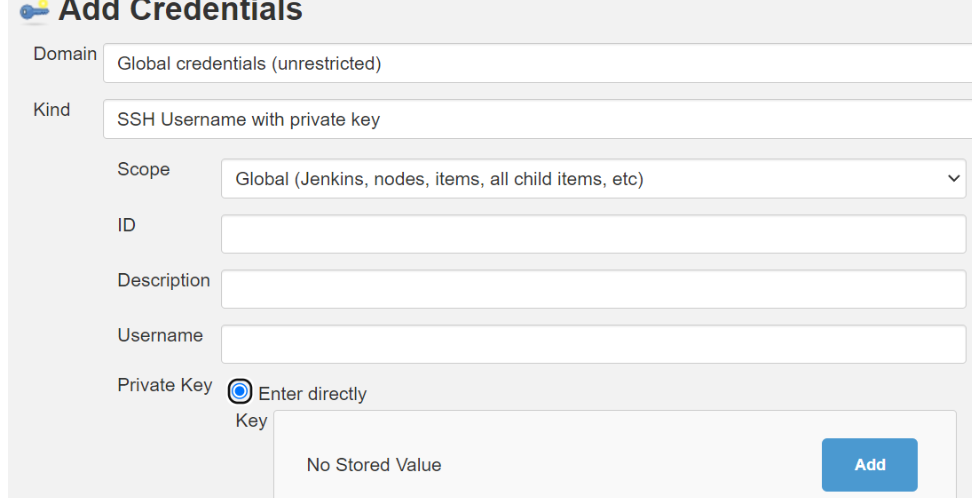 Add Credentials
Domain
Global credentials (unrestricted)
Kind
SSH Username with private key
Scope
Global (Jenkins, nodes, items, all child items, etc)
ID
Description
Username
Private Key
Enter directly
Key
No Stored Value
Add